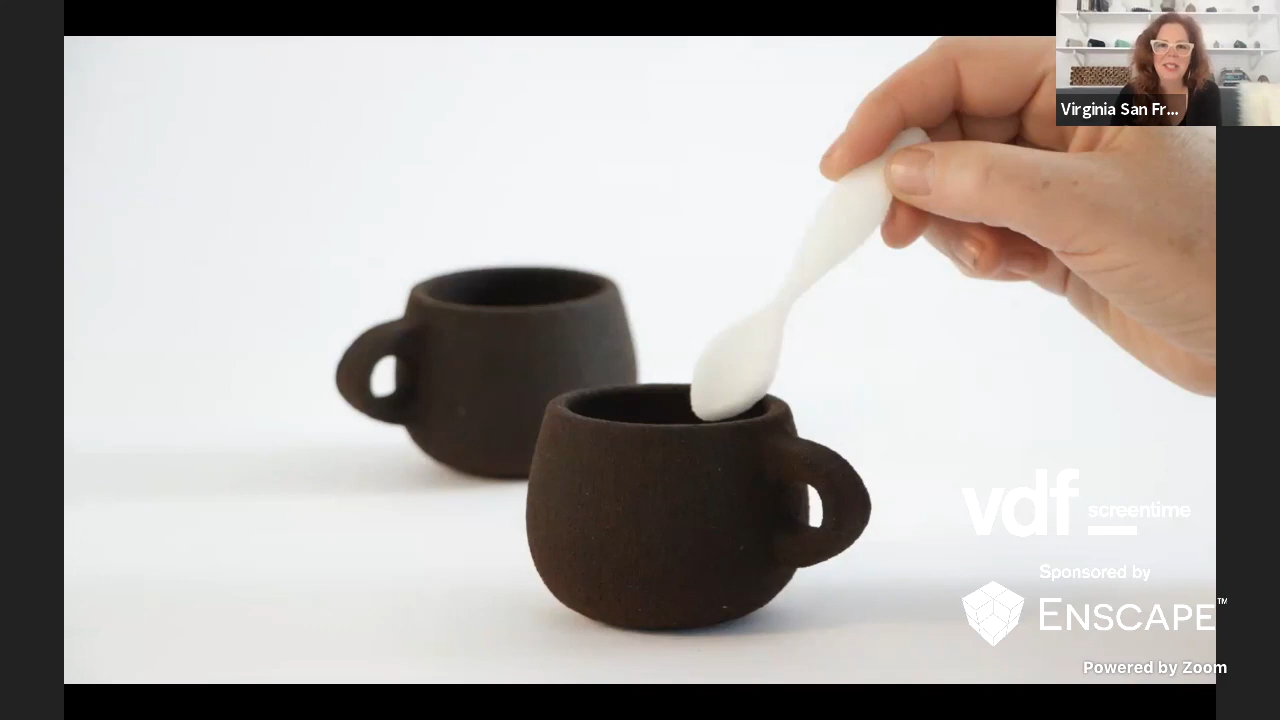 Virginia San Fr...
vdf screentime
Sponsored by
ENSCAPE™
Powered by Zoom